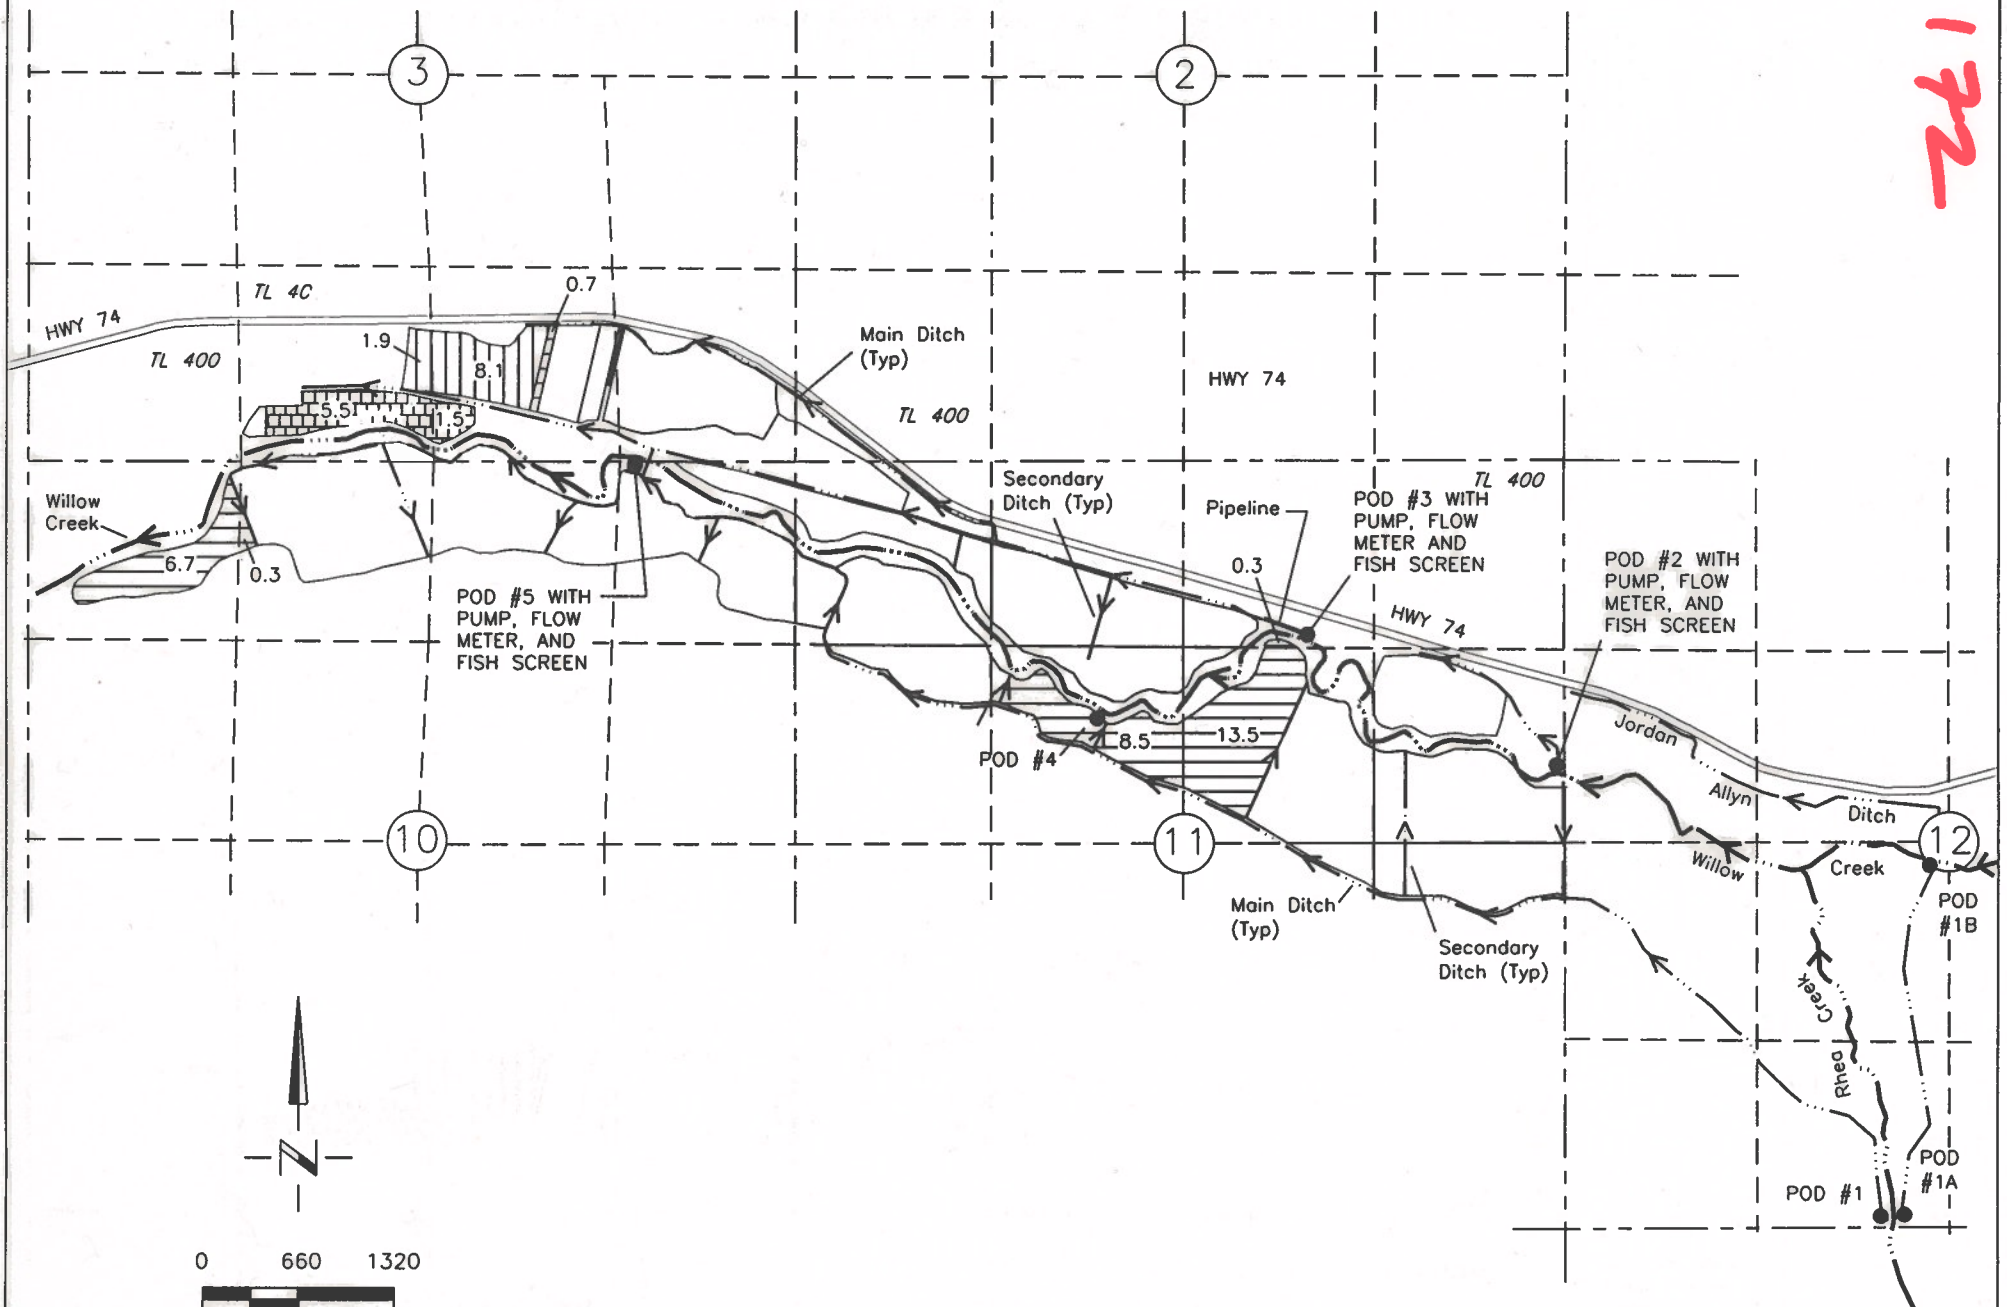 172
3
2
TL 4C
0.7
HWY 74
TL 400
1.9
8.1
Main Ditch
(Typ)
HWY 74
TL 400
5.5
1.5
Willow
Creek
6.7
0.3
Secondary
Ditch (Typ)
Pipeline
TL 400
POD #3 WITH
PUMP, FLOW
METER AND
FISH SCREEN
0.3
POD #2 WITH
PUMP, FLOW
METER, AND
FISH SCREEN
POD #5 WITH
PUMP, FLOW
METER, AND
FISH SCREEN
HWY 74
Jordan
Allyn
Ditch
POD #4
8.5
13.5
10
11
12
Willow
Creek
POD
#1B
Main Ditch
(Typ)
Secondary
Ditch (Typ)
Rhea
Creek
POD #1
POD
#1A
N
0 660 1320